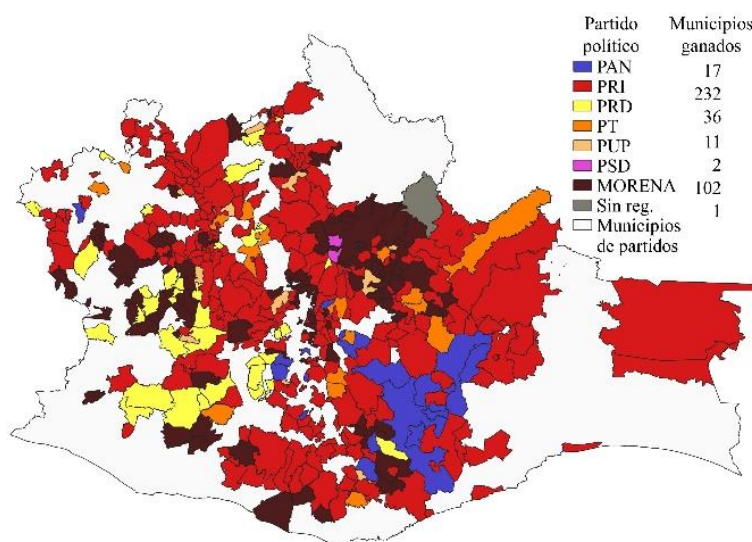 Partido político
Municipios ganados
PAN
PRI
PRD
PT
PUP
PSD
MORENA
Sin reg.
Municipios de partidos
17
232
36
11
2
102
1